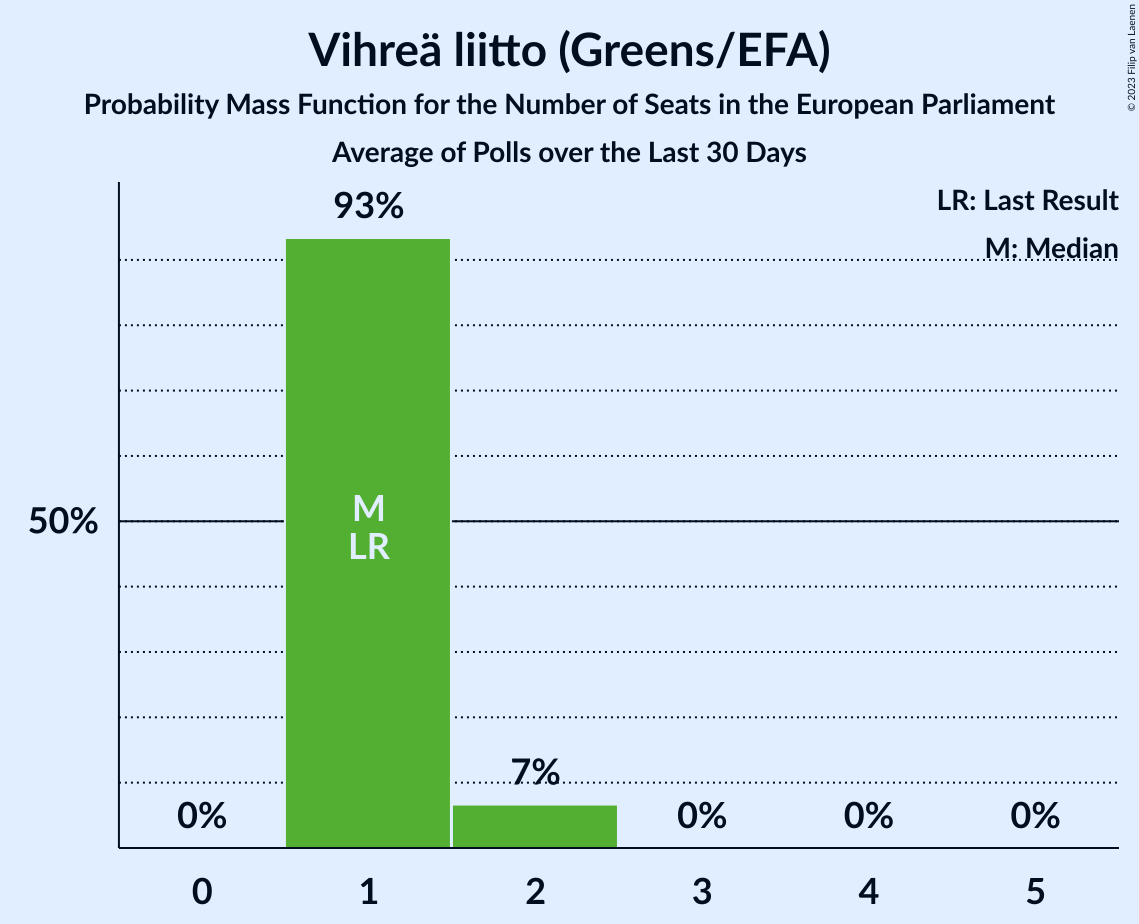 Vihreä liitto (Greens/EFA)
Probability Mass Function for the Number of Seats in the European Parliament
Average of Polls over the Last 30 Days
© 2023 Filip van Laenen
LR: Last Result
M: Median
93%
50%
M
LR
7%
0%
0%
0%
0%
0
1
2
3
4
5